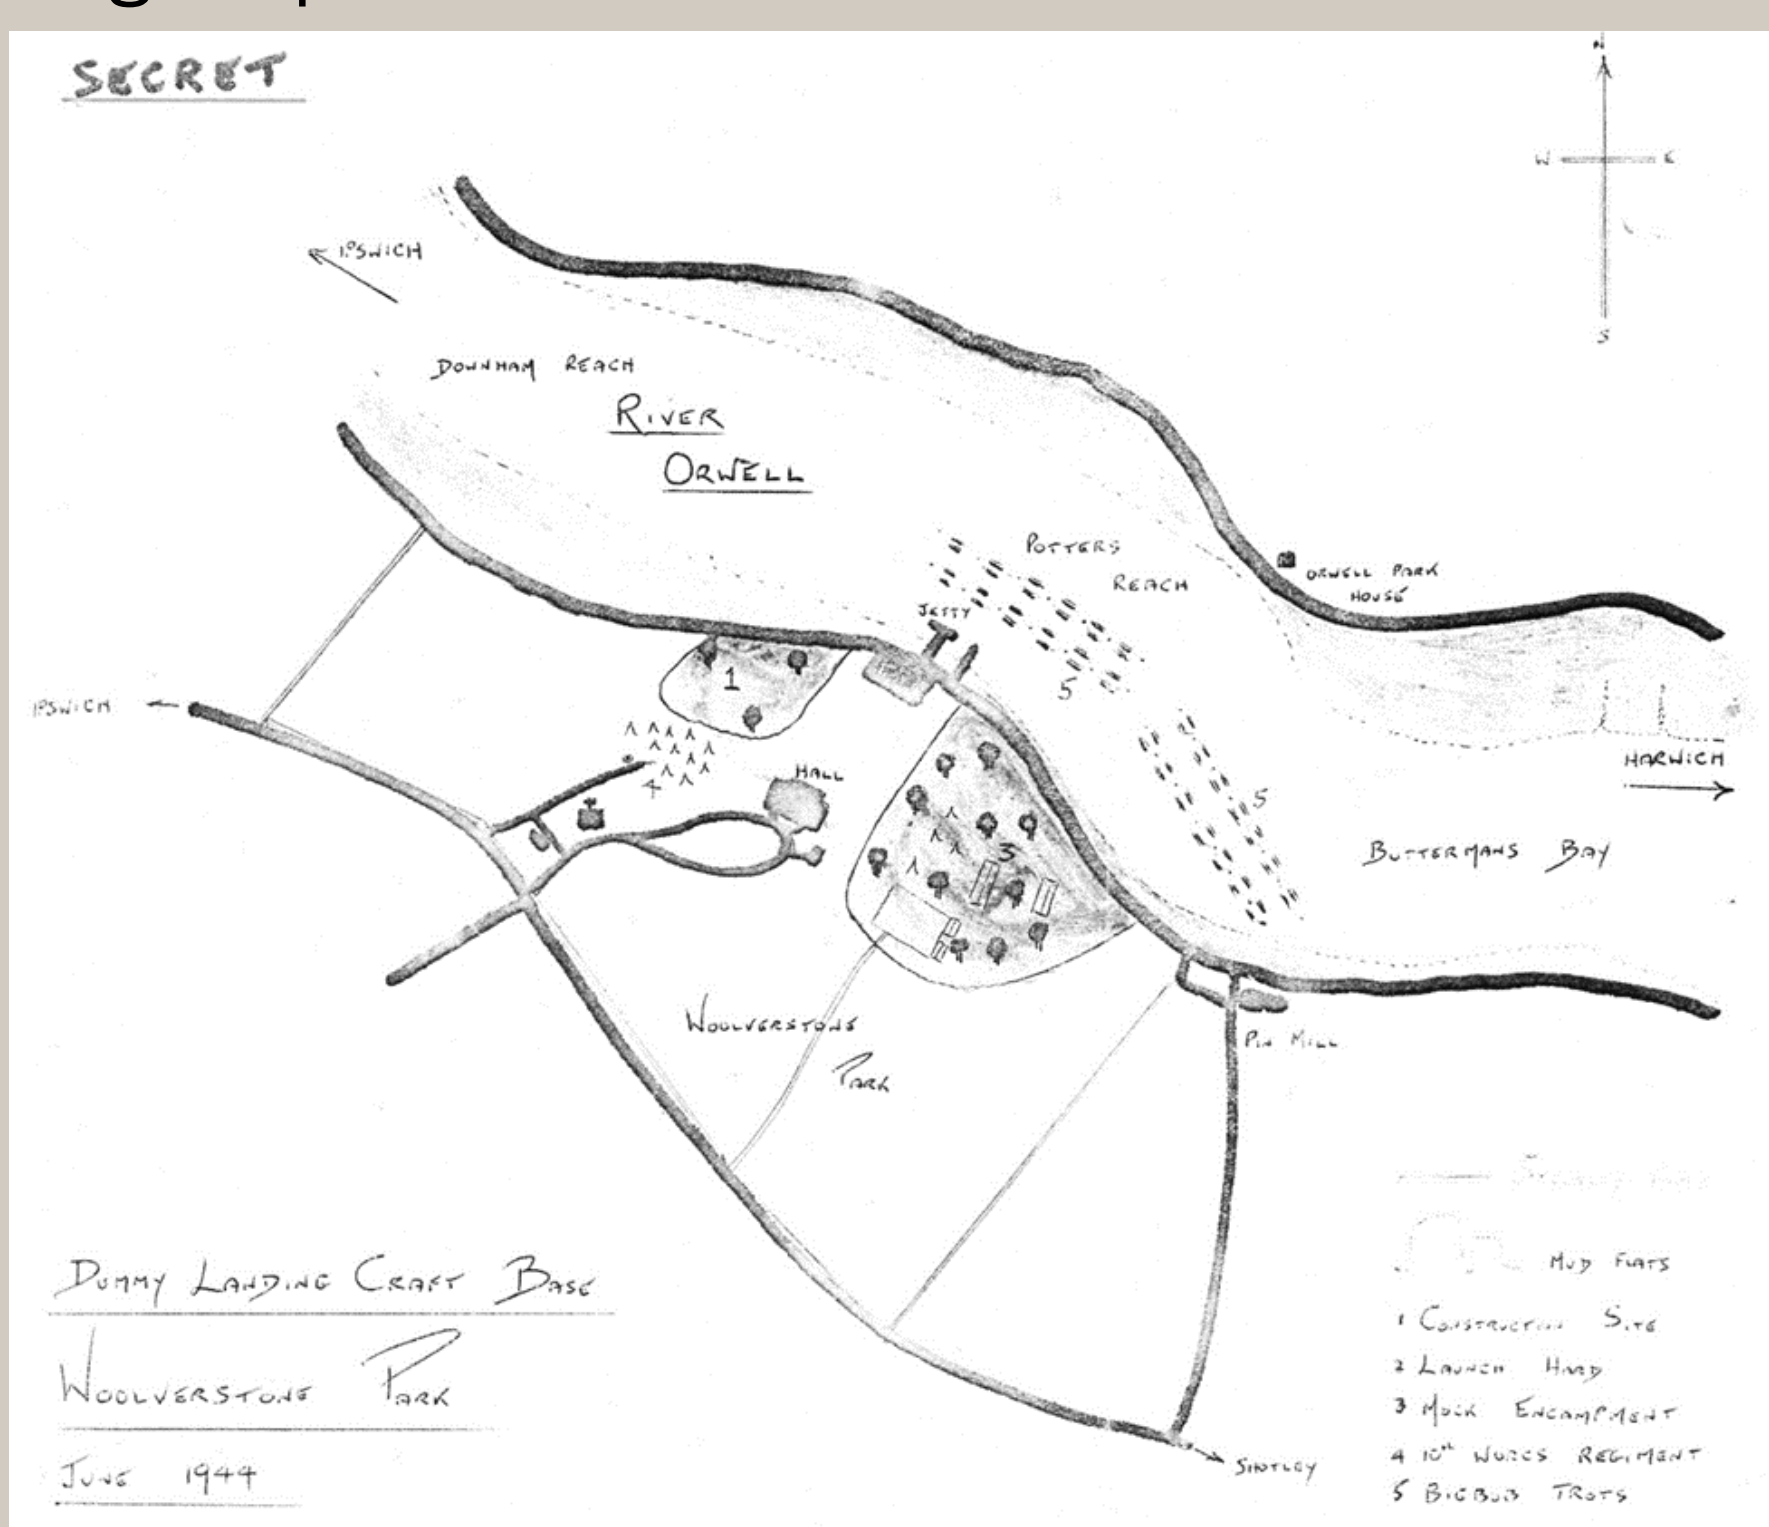 SECRET
N
W E
S
IPSWICH
DOWNHAM REACH
RIVER
ORWELL
POTTERS
REACH
ORWELL PARK
HOUSE
JETTY
1
5
IPSWICH
HALL
HARWICH
5
3
BUTTERMANS BAY
WOOLVERSTONE
PARK
PIN MILL
SHOTLEY
DUMMY LANDING CRAFT BASE
WOOLVERSTONE PARK
JUNE 1944
MUD FLATS
1 CONSTRUCTION SITE
2 LAUNCH HARD
3 MOCK ENCAMPMENT
4 10th WORCS REGIMENT
5 BIGBOB TROTS